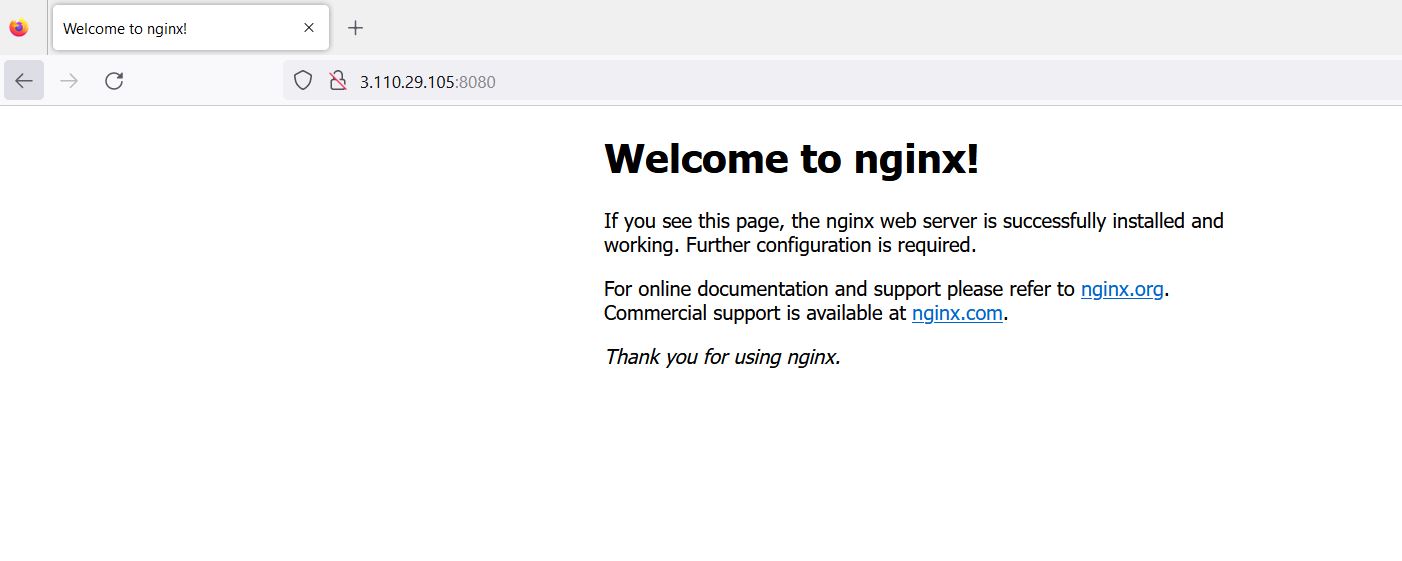 Welcome to nginx!
3.110.29.105:8080
Welcome to nginx!
If you see this page, the nginx web server is successfully installed and
working. Further configuration is required.
For online documentation and support please refer to nginx.org.
Commercial support is available at nginx.com.
Thank you for using nginx.